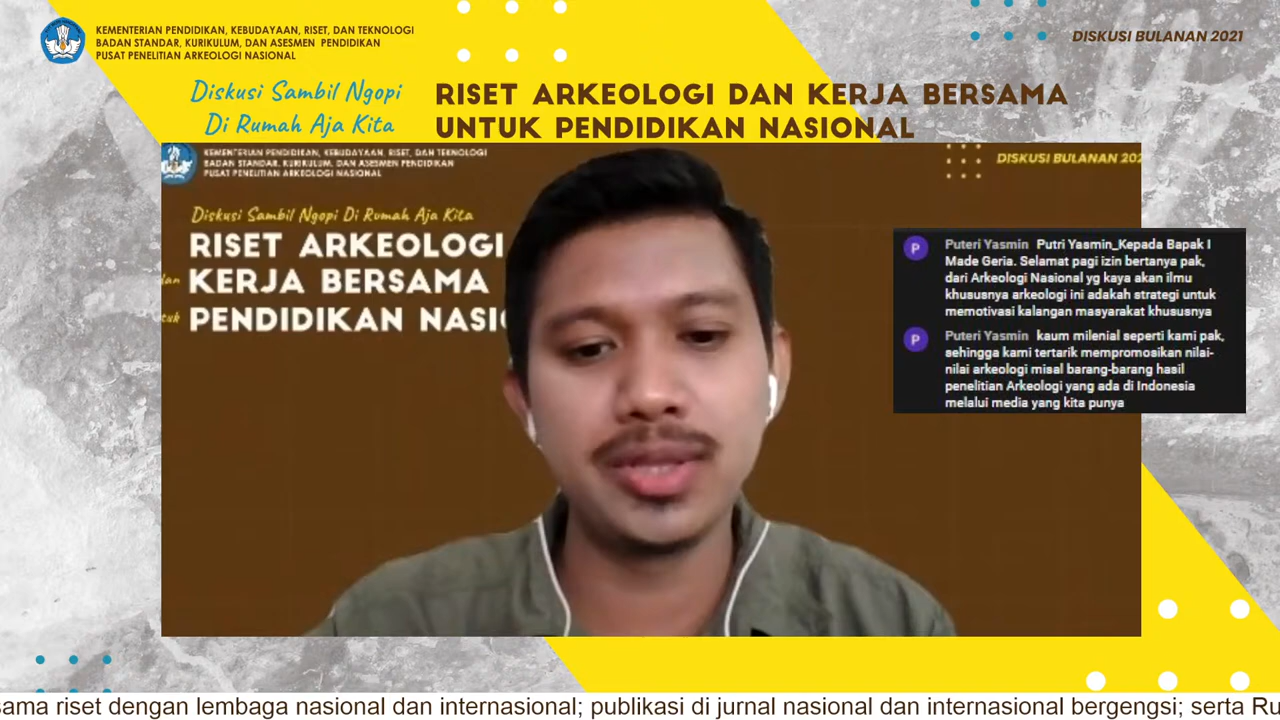 KEMENTERIAN PENDIDIKAN, KEBUDAYAAN, RISET, DAN TEKNOLOGI
BADAN STANDAR, KURIKULUM, DAN ASESMEN PENDIDIKAN
PUSAT PENELITIAN ARKEOLOGI NASIONAL
DISKUSI BULANAN 2021
Diskusi Sambil Ngopi
Di Rumah Aja Kita
RISET ARKEOLOGI DAN KERJA BERSAMA
UNTUK PENDIDIKAN NASIONAL
KEMENTERIAN PENDIDIKAN, KEBUDAYAAN, RISET, DAN TEKNOLOGI
BADAN STANDAR, KURIKULUM, DAN ASESMEN PENDIDIKAN
PUSAT PENELITIAN ARKEOLOGI NASIONAL
DISKUSI BULANAN 202
Diskusi Sambil Ngopi Di Rumah Aja Kita
RISET ARKEOLOGI
dan KERJA BERSAMA
tuk PENDIDIKAN NASI
Puteri Yasmin Putri Yasmin_Kepada Bapak I
Made Geria. Selamat pagi izin bertanya pak,
dari Arkeologi Nasional yg kaya akan ilmu
khususnya arkeologi ini adakah strategi untuk
memotivasi kalangan masyarakat khususnya
Puteri Yasmin kaum milenial seperti kami pak,
sehingga kami tertarik mempromosikan nilai-
nilai arkeologi misal barang-barang hasil
penelitian Arkeologi yang ada di Indonesia
melalui media yang kita punya
sama riset dengan lembaga nasional dan internasional; publikasi di jurnal nasional dan internasional bergengsi; serta Ru